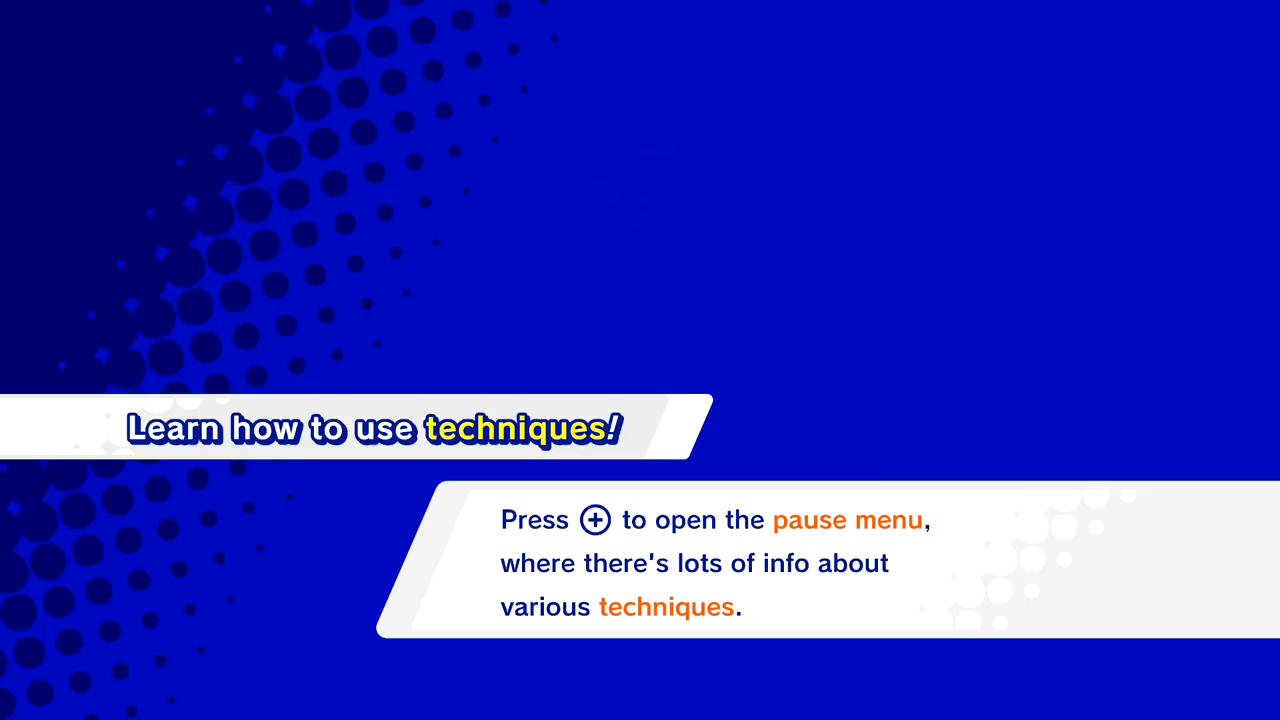 Learn how to use techniques!
Press ⊕ to open the pause menu,
where there's lots of info about
various techniques.